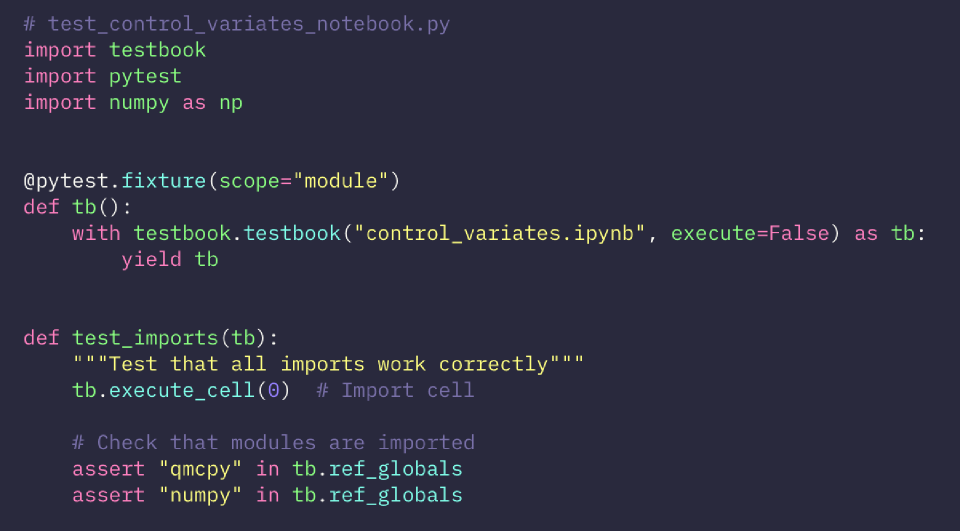 # test_control_variates_notebook.py
import testbook
import pytest
import numpy as np


@pytest.fixture(scope="module")
def tb():
    with testbook.testbook("control_variates.ipynb", execute=False) as tb:
        yield tb


def test_imports(tb):
    """Test that all imports work correctly"""
    tb.execute_cell(0)  # Import cell

    # Check that modules are imported
    assert "qmcpy" in tb.ref_globals
    assert "numpy" in tb.ref_globals